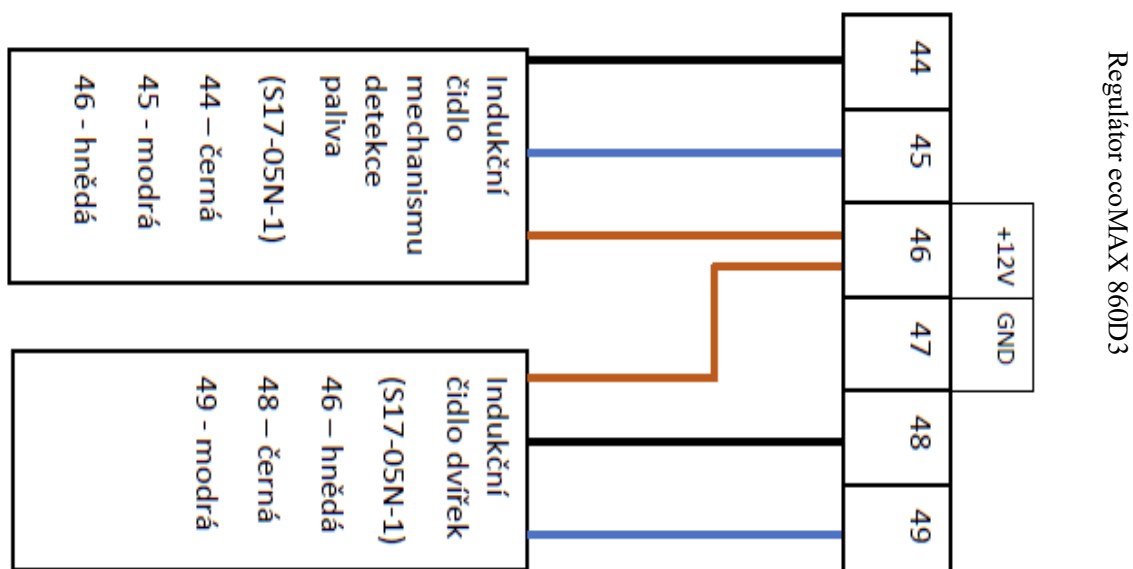 Regulátor ecoMAX 860D3
+12V
GND
44
45
46
47
48
49
Indukční
čidlo
mechanismu
detekce
paliva
(S17-05N-1)
44 – černá
45 - modrá
46 - hnědá
Indukční
čidlo dvířek
(S17-05N-1)
46 – hnědá
48 – černá
49 - modrá